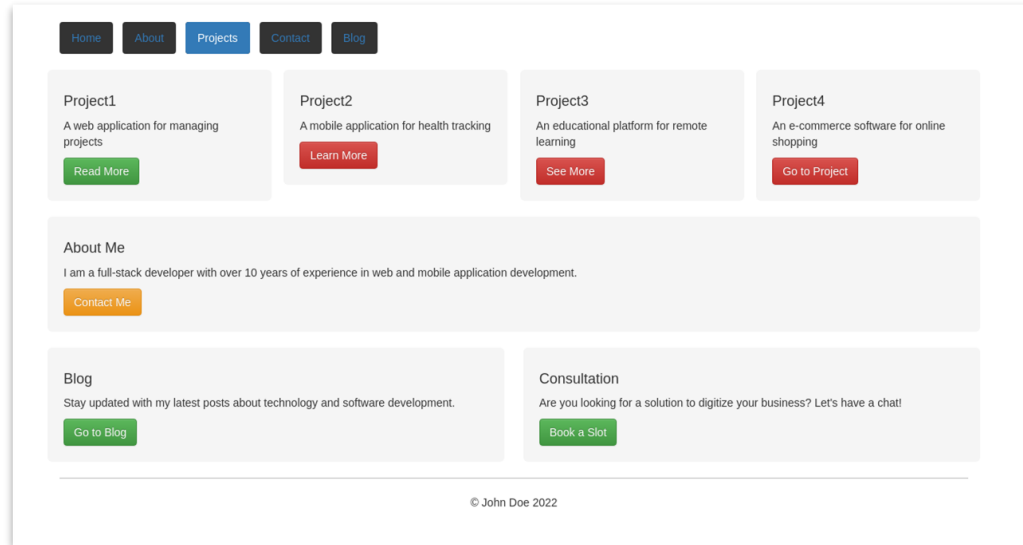 Home About Projects Contact Blog
Project1
A web application for managing
projects
Read More
Project2
A mobile application for health tracking
Learn More
Project3
An educational platform for remote
learning
See More
Project4
An e-commerce software for online
shopping
Go to Project
About Me
I am a full-stack developer with over 10 years of experience in web and mobile application development.
Contact Me
Blog
Stay updated with my latest posts about technology and software development.
Go to Blog
Consultation
Are you looking for a solution to digitize your business? Let's have a chat!
Book a Slot
© John Doe 2022